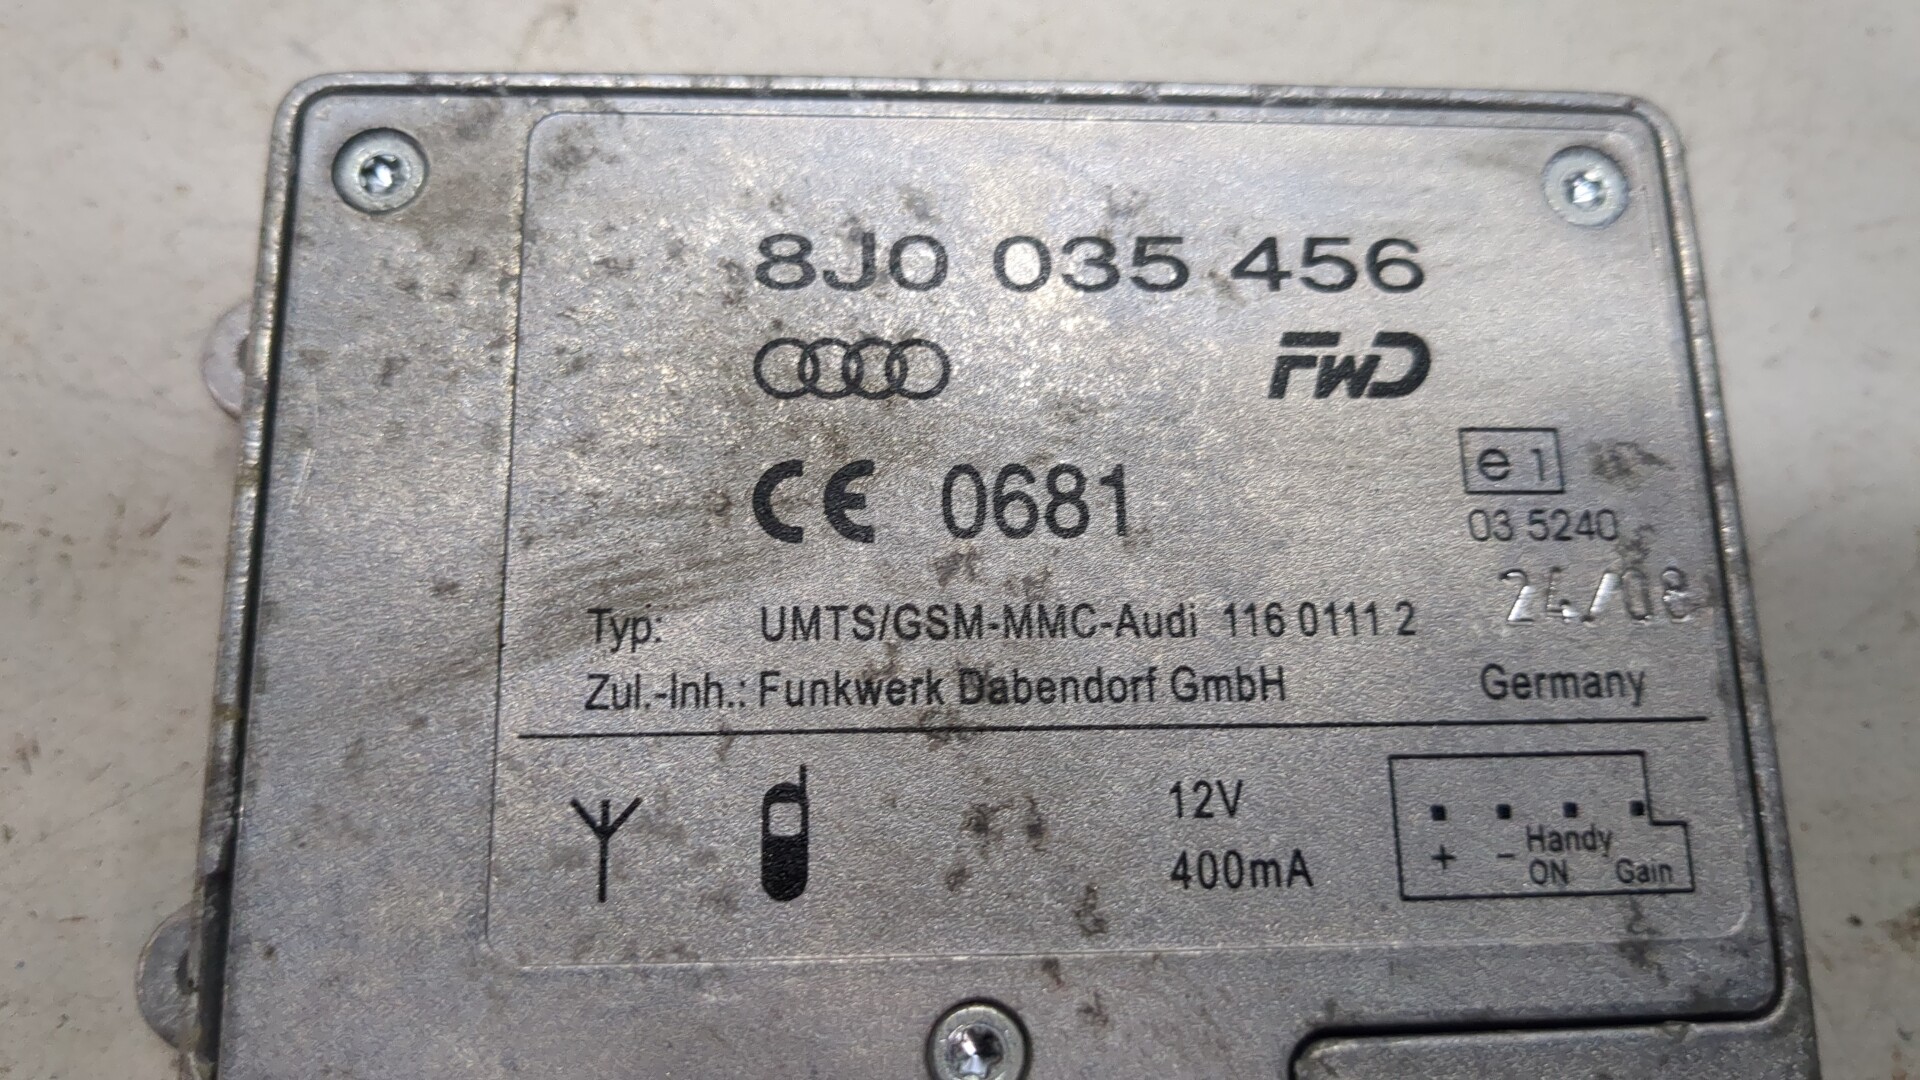 8J0 035 456
FWD
CE 0681
e 1
03 5240
24/08
Typ: UMTS/GSM-MMC-Audi 116 0111 2
Zul.-Inh.: Funkwerk Dabendorf GmbH Germany
12V
400mA
+ - Handy ON Gain